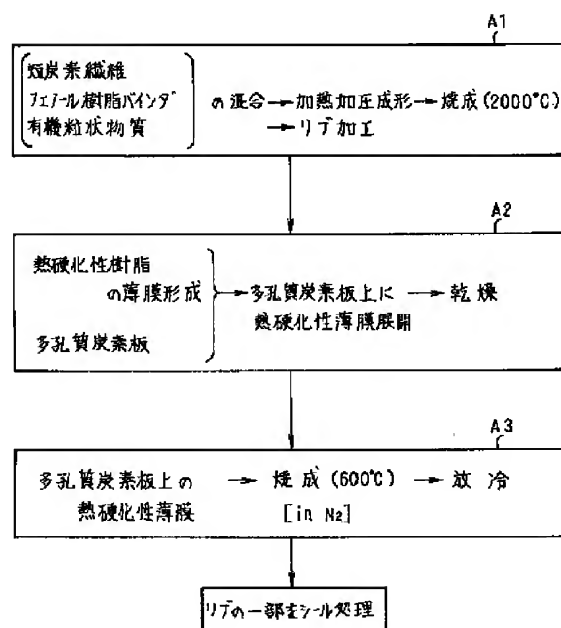 A1
短炭素繊維
フェノール樹脂バインダ の混合→加熱加圧成形→焼成(2000°C)
有機粒状物質 →リブ加工
A2
熱硬化性樹脂
の薄膜形成 →多孔質炭素板上に →乾燥
熱硬化性薄膜展開
多孔質炭素板
A3
多孔質炭素板上の → 焼成(600°C) → 放冷
熱硬化性薄膜 [in N₂]
リブの一部をシール処理